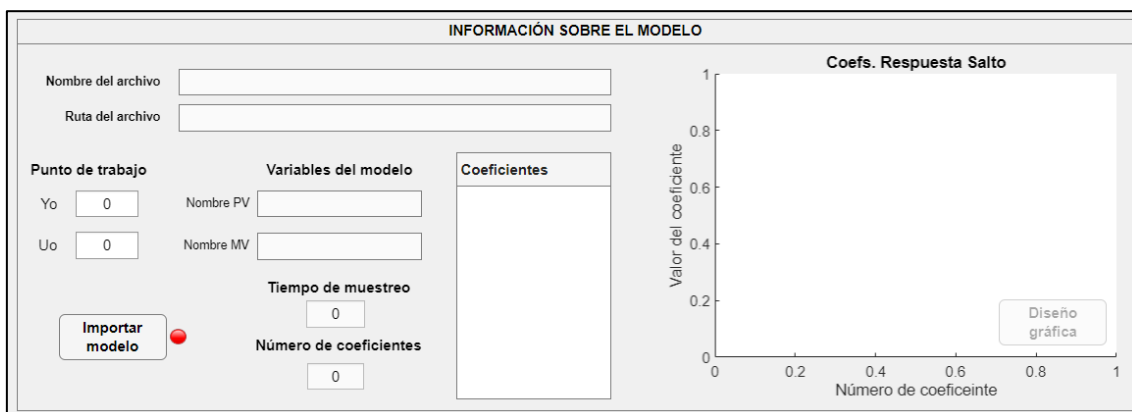 INFORMACIÓN SOBRE EL MODELO
Nombre del archivo
Ruta del archivo
Punto de trabajo
Yo 0
Uo 0
Importar
modelo
Variables del modelo
Nombre PV
Nombre MV
Tiempo de muestreo
0
Número de coeficientes
0
Coeficientes
Coefs. Respuesta Salto
Valor del coeficiente
1
0.8
0.6
0.4
0.2
0
Diseño
gráfica
0 0.2 0.4 0.6 0.8 1
Número de coeficeinte